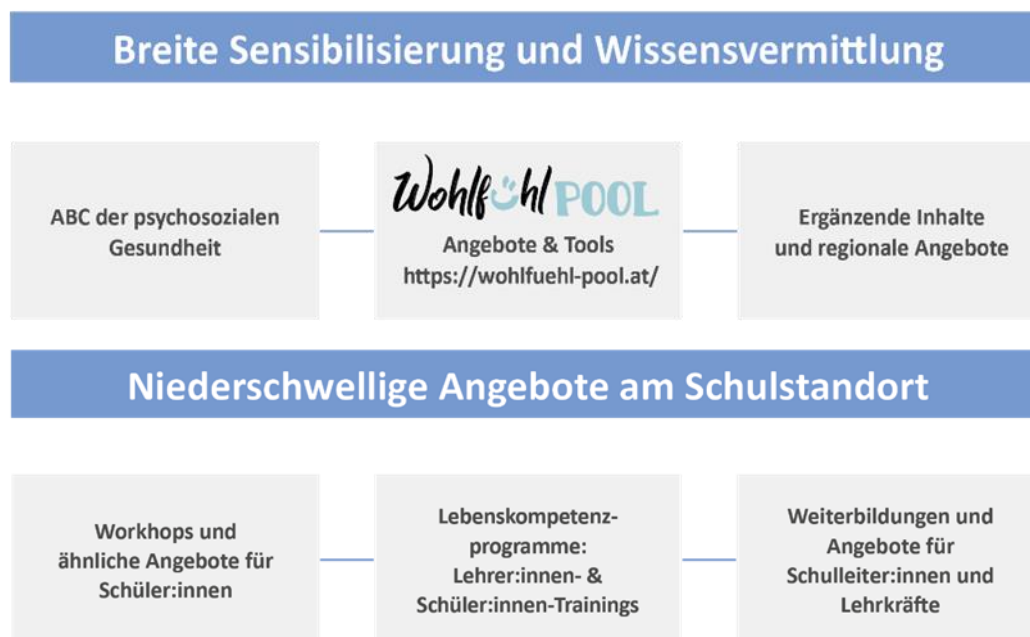 Breite Sensibilisierung und Wissensvermittlung
ABC der psychosozialen
Gesundheit
Wohlfühl POOL
Angebote & Tools
https://wohlfuehl-pool.at/
Ergänzende Inhalte
und regionale Angebote
Niederschwellige Angebote am Schulstandort
Workhops und
ähnliche Angebote für
Schüler:innen
Lebenskompetenz-
programme:
Lehrer:innen- &
Schüler:innen-Trainings
Weiterbildungen und
Angebote für
Schulleiter:innen und
Lehrkräfte